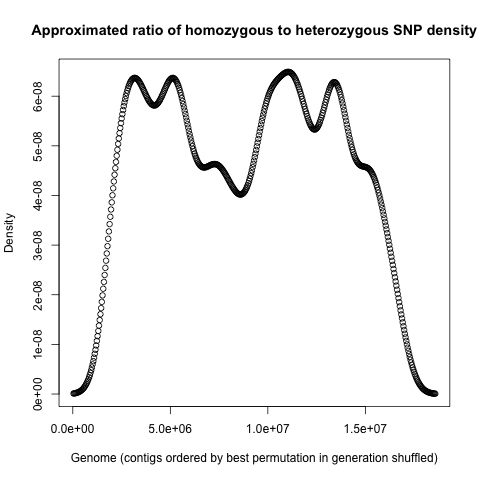 Approximated ratio of homozygous to heterozygous SNP density
6e-08
5e-08
4e-08
3e-08
2e-08
1e-08
0e+00
Density
0.0e+00 5.0e+06 1.0e+07 1.5e+07
Genome (contigs ordered by best permutation in generation shuffled)